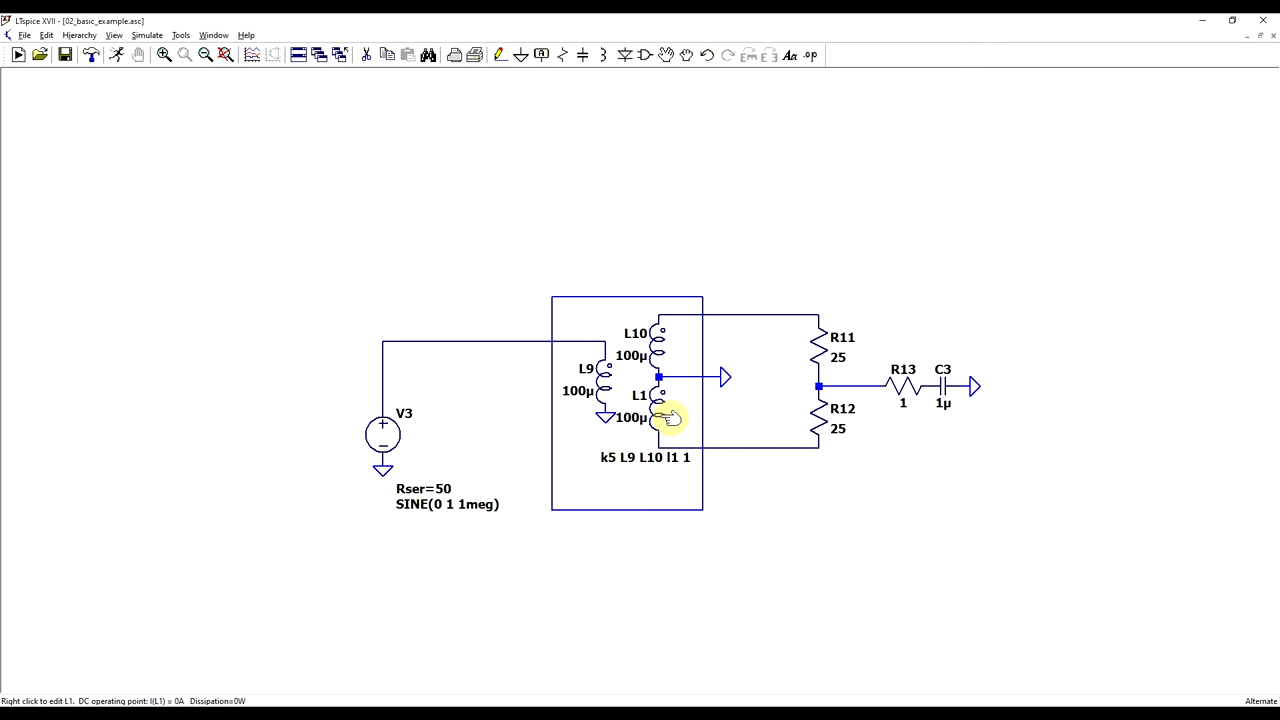 LTspice XVII - [02_basic_example.asc]
File Edit Hierarchy View Simulate Tools Window Help
L10
100µ
L9
100µ
L1
100µ
k5 L9 L10 l1 1
V3
Rser=50
SINE(0 1 1meg)
R11
25
R12
25
R13
1
C3
1µ
Right click to edit L1. DC operating point: I(L1) = 0A Dissipation=0W
Alternate